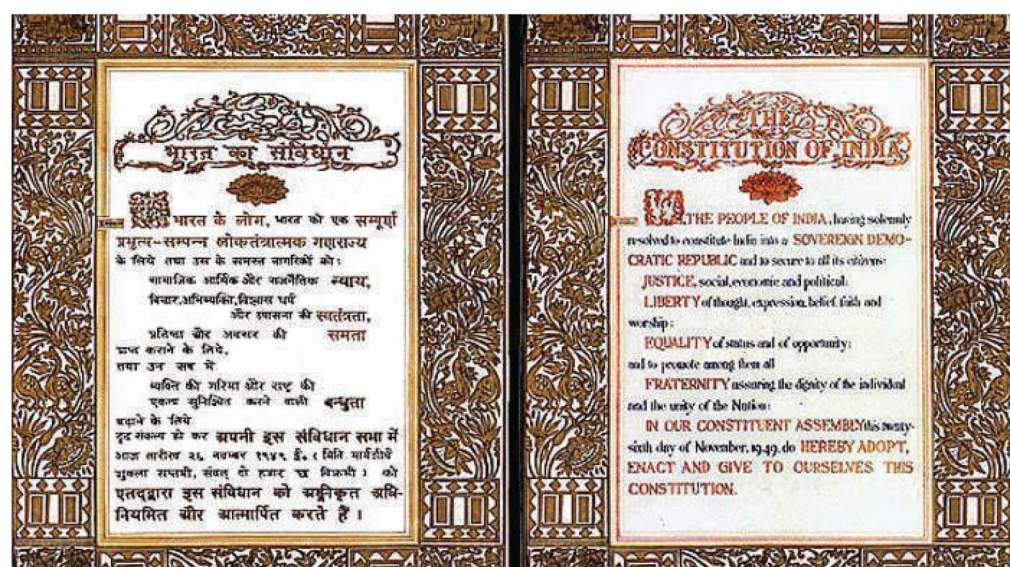 भारत का संविधान
भारत के लोग, भारत को एक सम्पूर्ण
प्रभुत्व-सम्पन्न लोकतंत्रात्मक गणराज्य
के लिये तथा उस के समस्त नागरिकों को:
सामाजिक आर्थिक और राजनैतिक न्याय,
विचार,अभिव्यक्ति,विश्वास धर्म
और उपासना की स्वतंत्रता,
प्रतिष्ठा और अवसर की समता
प्राप्त कराने के लिये,
तथा उन सब में
व्यक्ति की गरिमा और राष्ट्र की
एकता सुनिश्चित करने वाली बन्धुता
बढ़ाने के लिये
दृढ़ संकल्प हो कर अपनी इस संविधान सभा में
आज तारीख २६ नवम्बर १९४९ ई. ( मिति मार्गशीर्ष
शुक्ला सप्तमी, संवत् दो हजार छ विक्रमी ) को
एतद्द्वारा इस संविधान को अङ्गीकृत अधि-
नियमित और आत्मार्पित करते हैं ।
THE
CONSTITUTION OF INDIA
THE PEOPLE OF INDIA, having solemnly
resolved to constitute India into a SOVEREIGN DEMO-
CRATIC REPUBLIC and to secure to all its citizens:
JUSTICE, social, economic and political;
LIBERTY of thought, expression, belief, faith and
worship;
EQUALITY of status and of opportunity;
and to promote among them all
FRATERNITY assuring the dignity of the individual
and the unity of the Nation;
IN OUR CONSTITUENT ASSEMBLY this twenty-
sixth day of November, 1949, do HEREBY ADOPT,
ENACT AND GIVE TO OURSELVES THIS
CONSTITUTION.